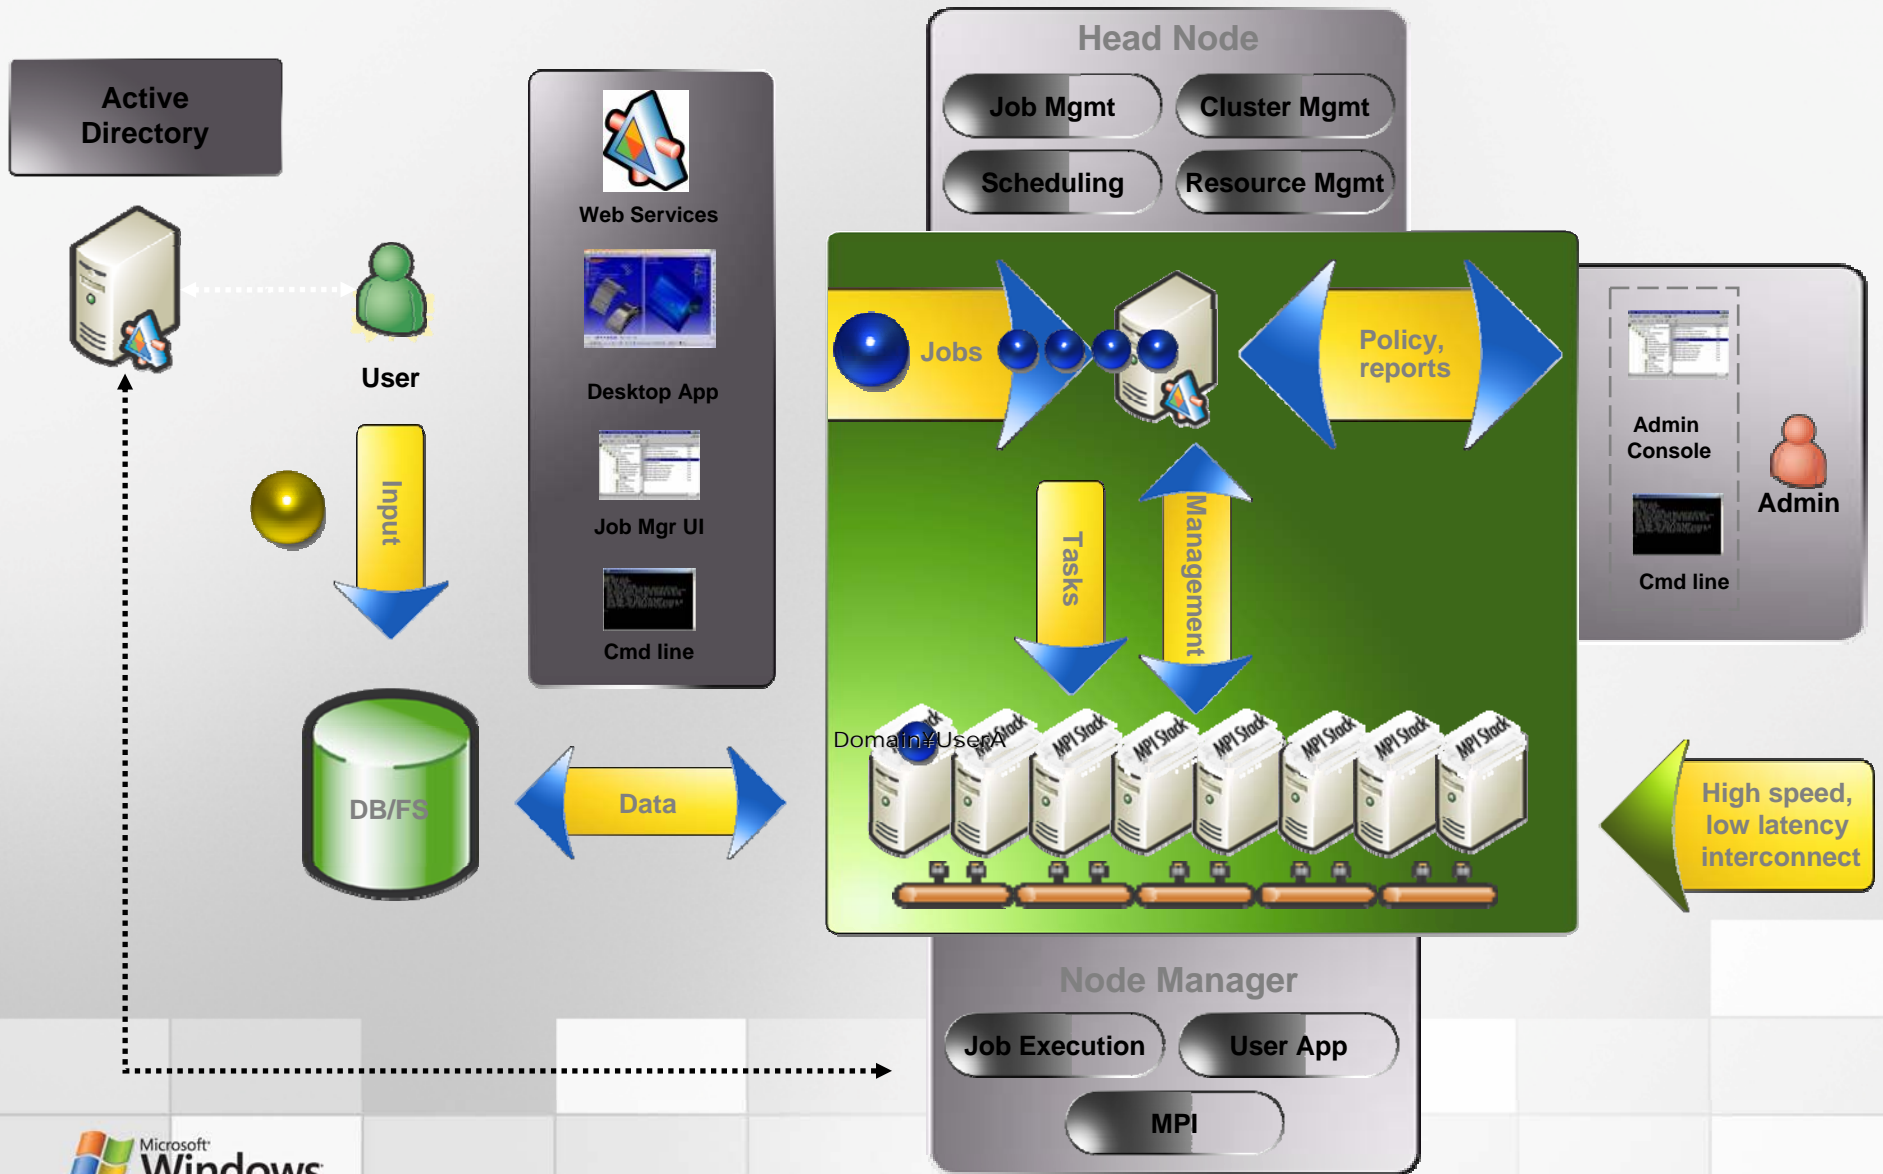 Head Node
Job Mgmt
Cluster Mgmt
Scheduling
Resource Mgmt
Active
Directory
Web Services
Desktop App
Job Mgr UI
Cmd line
User
Input
Jobs
Policy,
reports
Admin
Console
Admin
Cmd line
Tasks
Management
MPI Stack
MPI Stack
MPI Stack
MPI Stack
MPI Stack
MPI Stack
MPI Stack
Domain¥UserA
DB/FS
Data
High speed,
low latency
interconnect
Node Manager
Job Execution
User App
MPI
Microsoft
Windows